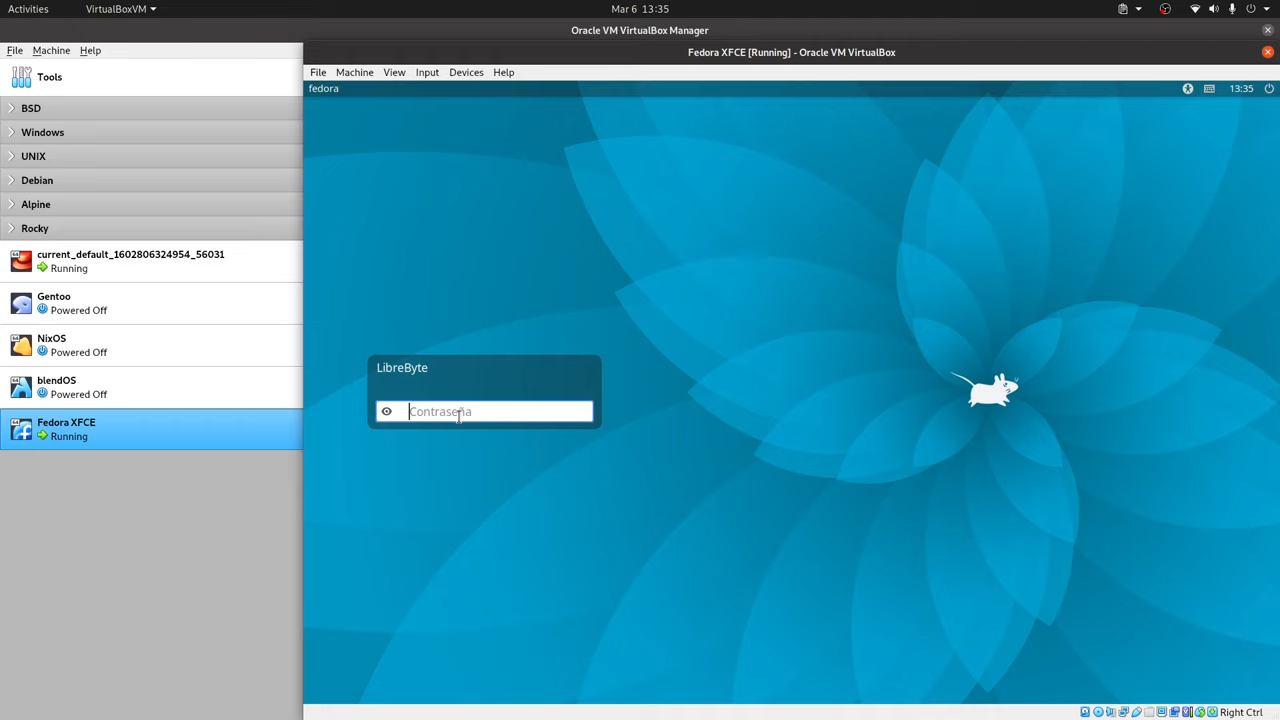 Activities VirtualBoxVM Mar 6 13:35
Oracle VM VirtualBox Manager
File Machine Help
Fedora XFCE [Running] - Oracle VM VirtualBox
File Machine View Input Devices Help
Tools
fedora 13:35
BSD
Windows
UNIX
Debian
Alpine
Rocky
current_default_1602806324954_56031
Running
Gentoo
Powered Off
NixOS
Powered Off
blendOS
Powered Off
Fedora XFCE
Running
LibreByte
Contraseña
Right Ctrl